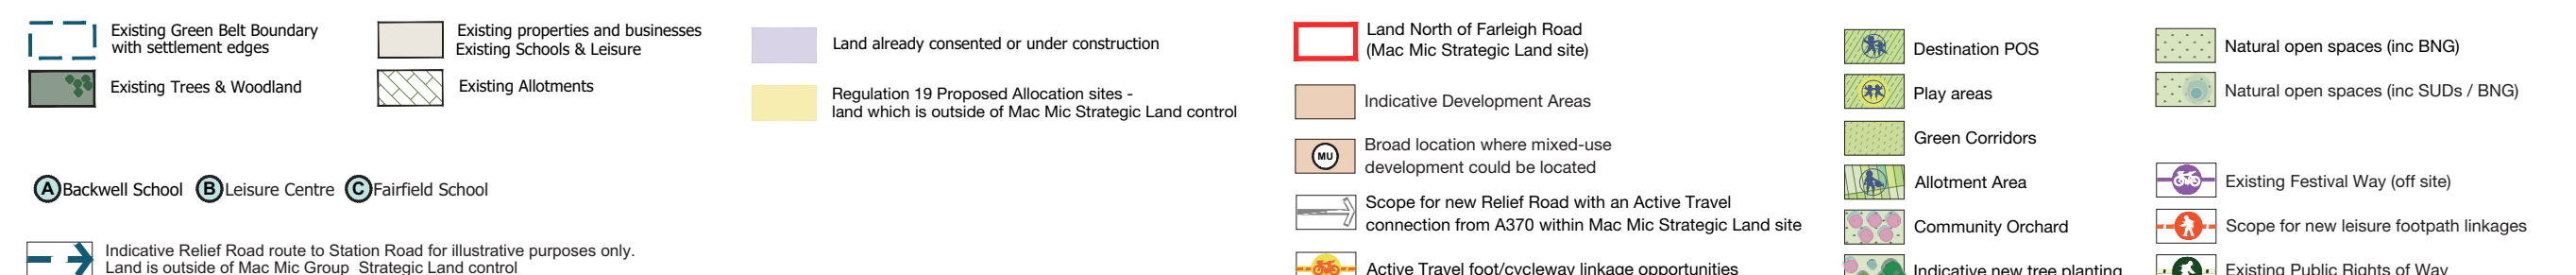 Existing Green Belt Boundary
with settlement edges
Existing Trees & Woodland
Existing properties and businesses
Existing Schools & Leisure
Existing Allotments
A Backwell School B Leisure Centre C Fairfield School
Indicative Relief Road route to Station Road for illustrative purposes only.
Land is outside of Mac Mic Group Strategic Land control
Land already consented or under construction
Regulation 19 Proposed Allocation sites -
land which is outside of Mac Mic Strategic Land control
Land North of Farleigh Road
(Mac Mic Strategic Land site)
Indicative Development Areas
MU
Broad location where mixed-use
development could be located
Scope for new Relief Road with an Active Travel
connection from A370 within Mac Mic Strategic Land site
Active Travel foot/cycleway linkage opportunities
Destination POS
Play areas
Green Corridors
Allotment Area
Community Orchard
Indicative new tree planting
Natural open spaces (inc BNG)
Natural open spaces (inc SUDs / BNG)
Existing Festival Way (off site)
Scope for new leisure footpath linkages
Existing Public Rights of Way